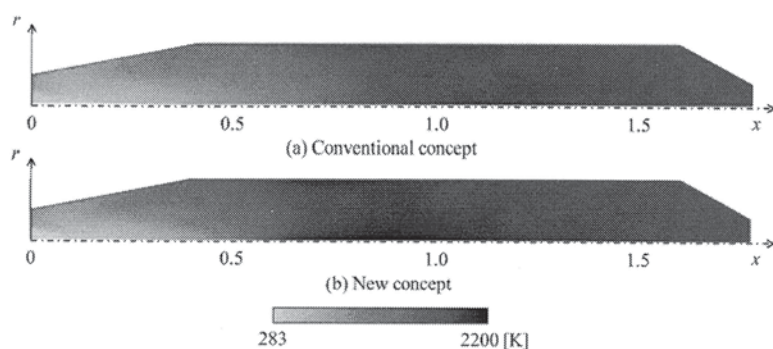 r
0 0.5 1.0 1.5 x
(a) Conventional concept
r
0 0.5 1.0 1.5 x
(b) New concept
283 2200 [K]